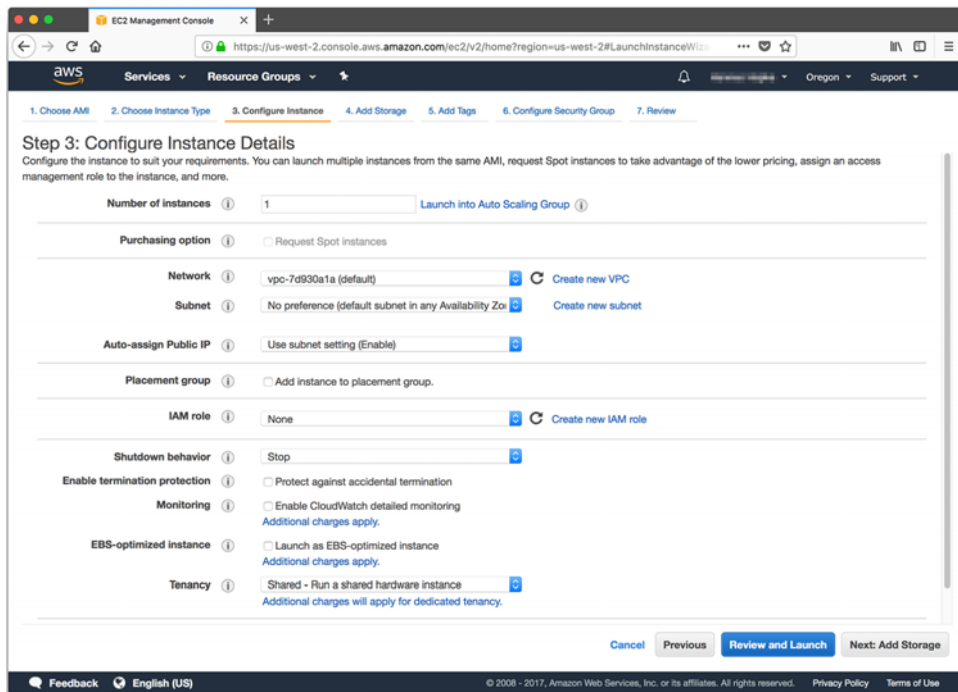 EC2 Management Console
https://us-west-2.console.aws.amazon.com/ec2/v2/home?region=us-west-2#LaunchInstanceWiza
aws Services Resource Groups Oregon Support
1. Choose AMI 2. Choose Instance Type 3. Configure Instance 4. Add Storage 5. Add Tags 6. Configure Security Group 7. Review
Step 3: Configure Instance Details
Configure the instance to suit your requirements. You can launch multiple instances from the same AMI, request Spot instances to take advantage of the lower pricing, assign an access
management role to the instance, and more.
Number of instances 1 Launch into Auto Scaling Group
Purchasing option Request Spot instances
Network vpc-7d930a1a (default) Create new VPC
Subnet No preference (default subnet in any Availability Zo Create new subnet
Auto-assign Public IP Use subnet setting (Enable)
Placement group Add instance to placement group.
IAM role None Create new IAM role
Shutdown behavior Stop
Enable termination protection Protect against accidental termination
Monitoring Enable CloudWatch detailed monitoring
Additional charges apply.
EBS-optimized instance Launch as EBS-optimized instance
Additional charges apply.
Tenancy Shared - Run a shared hardware instance
Additional charges will apply for dedicated tenancy.
Cancel Previous Review and Launch Next: Add Storage
Feedback English (US) © 2008 - 2017, Amazon Web Services, Inc. or its affiliates. All rights reserved. Privacy Policy Terms of Use